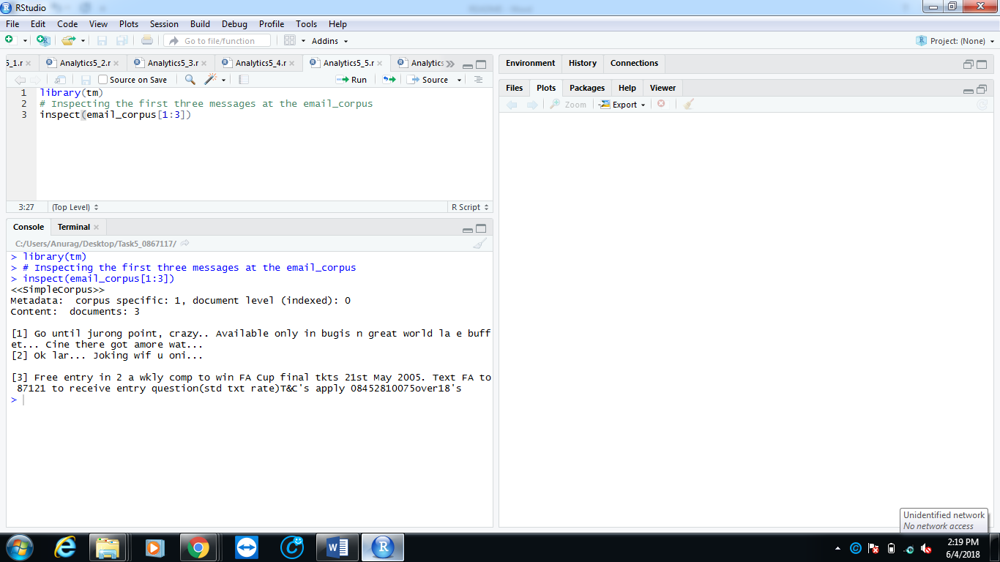 RStudio
File Edit Code View Plots Session Build Debug Profile Tools Help
Go to file/function Addins Project: (None)
5_1.r Analytics5_2.r Analytics5_3.r Analytics5_4.r Analytics5_5.r Analytics
Source on Save Run Source
1 library(tm)
2 # Inspecting the first three messages at the email_corpus
3 inspect(email_corpus[1:3])
3:27 (Top Level) R Script
Console Terminal
C:/Users/Anurag/Desktop/Task5_0867117/
> library(tm)
> # Inspecting the first three messages at the email_corpus
> inspect(email_corpus[1:3])
<<SimpleCorpus>>
Metadata:  corpus specific: 1, document level (indexed): 0
Content:  documents: 3
[1] Go until jurong point, crazy.. Available only in bugis n great world la e buff
et... Cine there got amore wat...
[2] Ok lar... Joking wif u oni...
[3] Free entry in 2 a wkly comp to win FA Cup final tkts 21st May 2005. Text FA to
 87121 to receive entry question(std txt rate)T&C's apply 08452810075over18's
>
Environment History Connections
Files Plots Packages Help Viewer
Zoom Export
Unidentified network
No network access
2:19 PM
6/4/2018